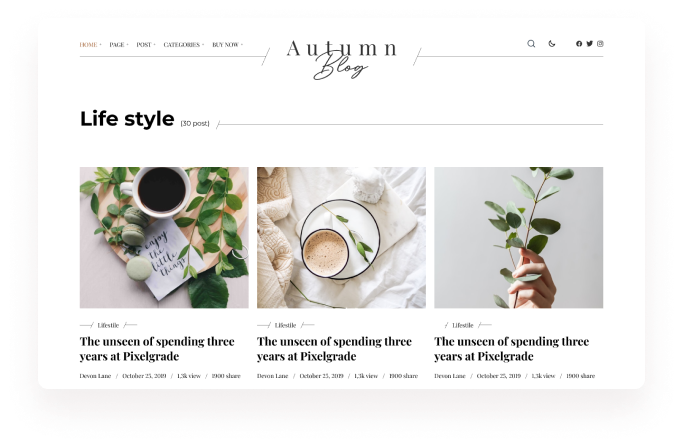 HOME PAGE POST CATEGORIES BUY NOW
Autumn
Blog
Life style (30 post)
enjoy
the
little
things
Lifestile
The unseen of spending three
years at Pixelgrade
Devon Lane / October 25, 2019 / 1,3k view / 1900 share
Lifestile
The unseen of spending three
years at Pixelgrade
Devon Lane / October 25, 2019 / 1,3k view / 1900 share
Lifestile
The unseen of spending three
years at Pixelgrade
Devon Lane / October 25, 2019 / 1,3k view / 1900 share